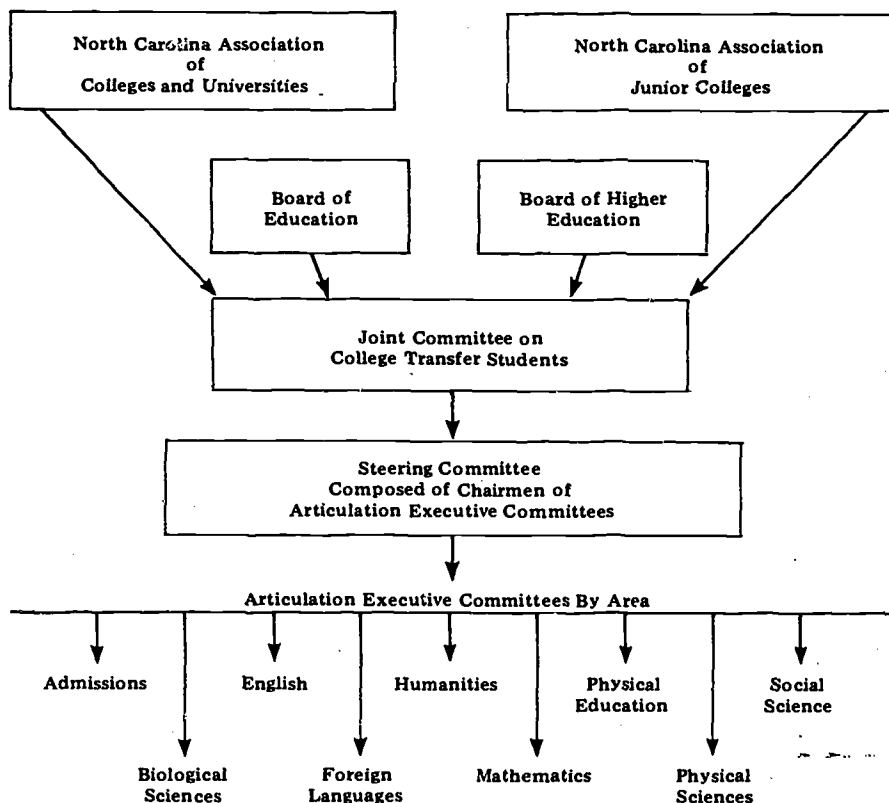 North Carolina Association
of
Colleges and Universities
North Carolina Association
of
Junior Colleges
Board of
Education
Board of Higher
Education
Joint Committee on
College Transfer Students
Steering Committee
Composed of Chairmen of
Articulation Executive Committees
Articulation Executive Committees By Area
Admissions
English
Humanities
Physical
Education
Social
Science
Biological
Sciences
Foreign
Languages
Mathematics
Physical
Sciences